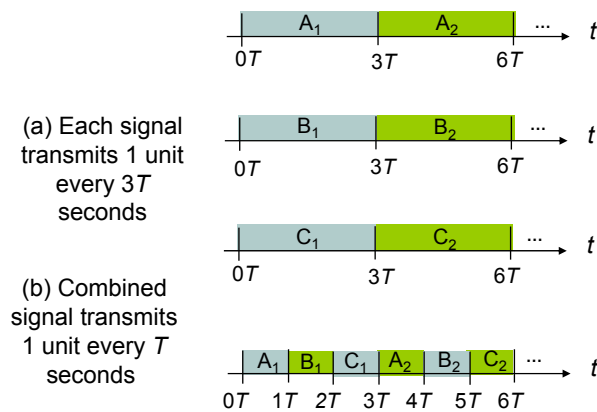 A1 A2 ... t
0T 3T 6T
(a) Each signal
transmits 1 unit
every 3T
seconds
B1 B2 ... t
0T 3T 6T
C1 C2 ... t
0T 3T 6T
(b) Combined
signal transmits
1 unit every T
seconds
A1 B1 C1 A2 B2 C2 ... t
0T 1T 2T 3T 4T 5T 6T